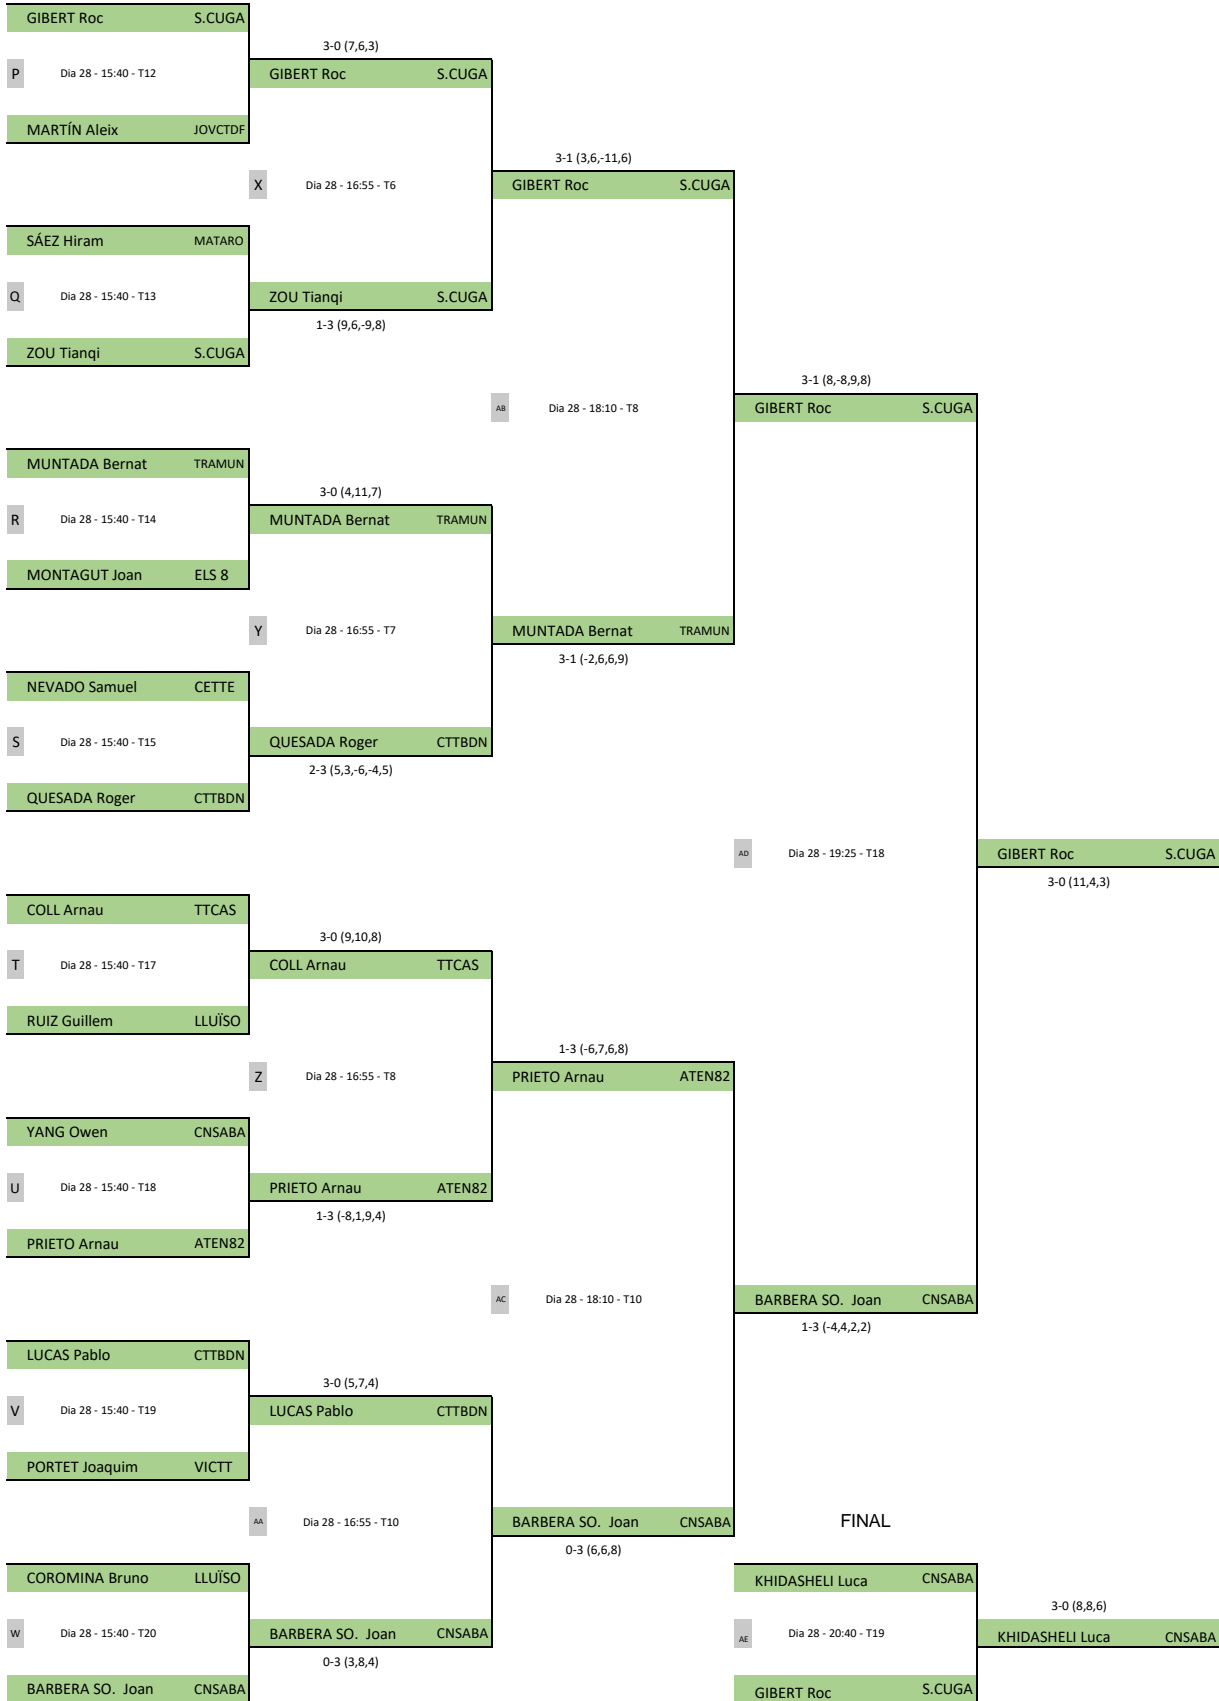 GIBERT Roc S.CUGA
3-0 (7,6,3)
P Dia 28 - 15:40 - T12 GIBERT Roc S.CUGA
MARTÍN Aleix JOVCTDF
3-1 (3,6,-11,6)
X Dia 28 - 16:55 - T6 GIBERT Roc S.CUGA
SÁEZ Hiram MATARO
Q Dia 28 - 15:40 - T13 ZOU Tianqi S.CUGA
1-3 (9,6,-9,8)
ZOU Tianqi S.CUGA
3-1 (8,-8,9,8)
AB Dia 28 - 18:10 - T8 GIBERT Roc S.CUGA
MUNTADA Bernat TRAMUN
3-0 (4,11,7)
R Dia 28 - 15:40 - T14 MUNTADA Bernat TRAMUN
MONTAGUT Joan ELS 8
Y Dia 28 - 16:55 - T7 MUNTADA Bernat TRAMUN
3-1 (-2,6,6,9)
NEVADO Samuel CETTE
S Dia 28 - 15:40 - T15 QUESADA Roger CTTBDN
2-3 (5,3,-6,-4,5)
QUESADA Roger CTTBDN
AD Dia 28 - 19:25 - T18 GIBERT Roc S.CUGA
3-0 (11,4,3)
COLL Arnau TTCAS
3-0 (9,10,8)
T Dia 28 - 15:40 - T17 COLL Arnau TTCAS
RUIZ Guillem LLUÏSO
1-3 (-6,7,6,8)
Z Dia 28 - 16:55 - T8 PRIETO Arnau ATEN82
YANG Owen CNSABA
U Dia 28 - 15:40 - T18 PRIETO Arnau ATEN82
1-3 (-8,1,9,4)
PRIETO Arnau ATEN82
AC Dia 28 - 18:10 - T10 BARBERA SO. Joan CNSABA
1-3 (-4,4,2,2)
LUCAS Pablo CTTBDN
3-0 (5,7,4)
V Dia 28 - 15:40 - T19 LUCAS Pablo CTTBDN
PORTET Joaquim VICTT
AA Dia 28 - 16:55 - T10 BARBERA SO. Joan CNSABA FINAL
0-3 (6,6,8)
COROMINA Bruno LLUÏSO KHIDASHELI Luca CNSABA
3-0 (8,8,6)
W Dia 28 - 15:40 - T20 BARBERA SO. Joan CNSABA AE Dia 28 - 20:40 - T19 KHIDASHELI Luca CNSABA
0-3 (3,8,4)
BARBERA SO. Joan CNSABA GIBERT Roc S.CUGA